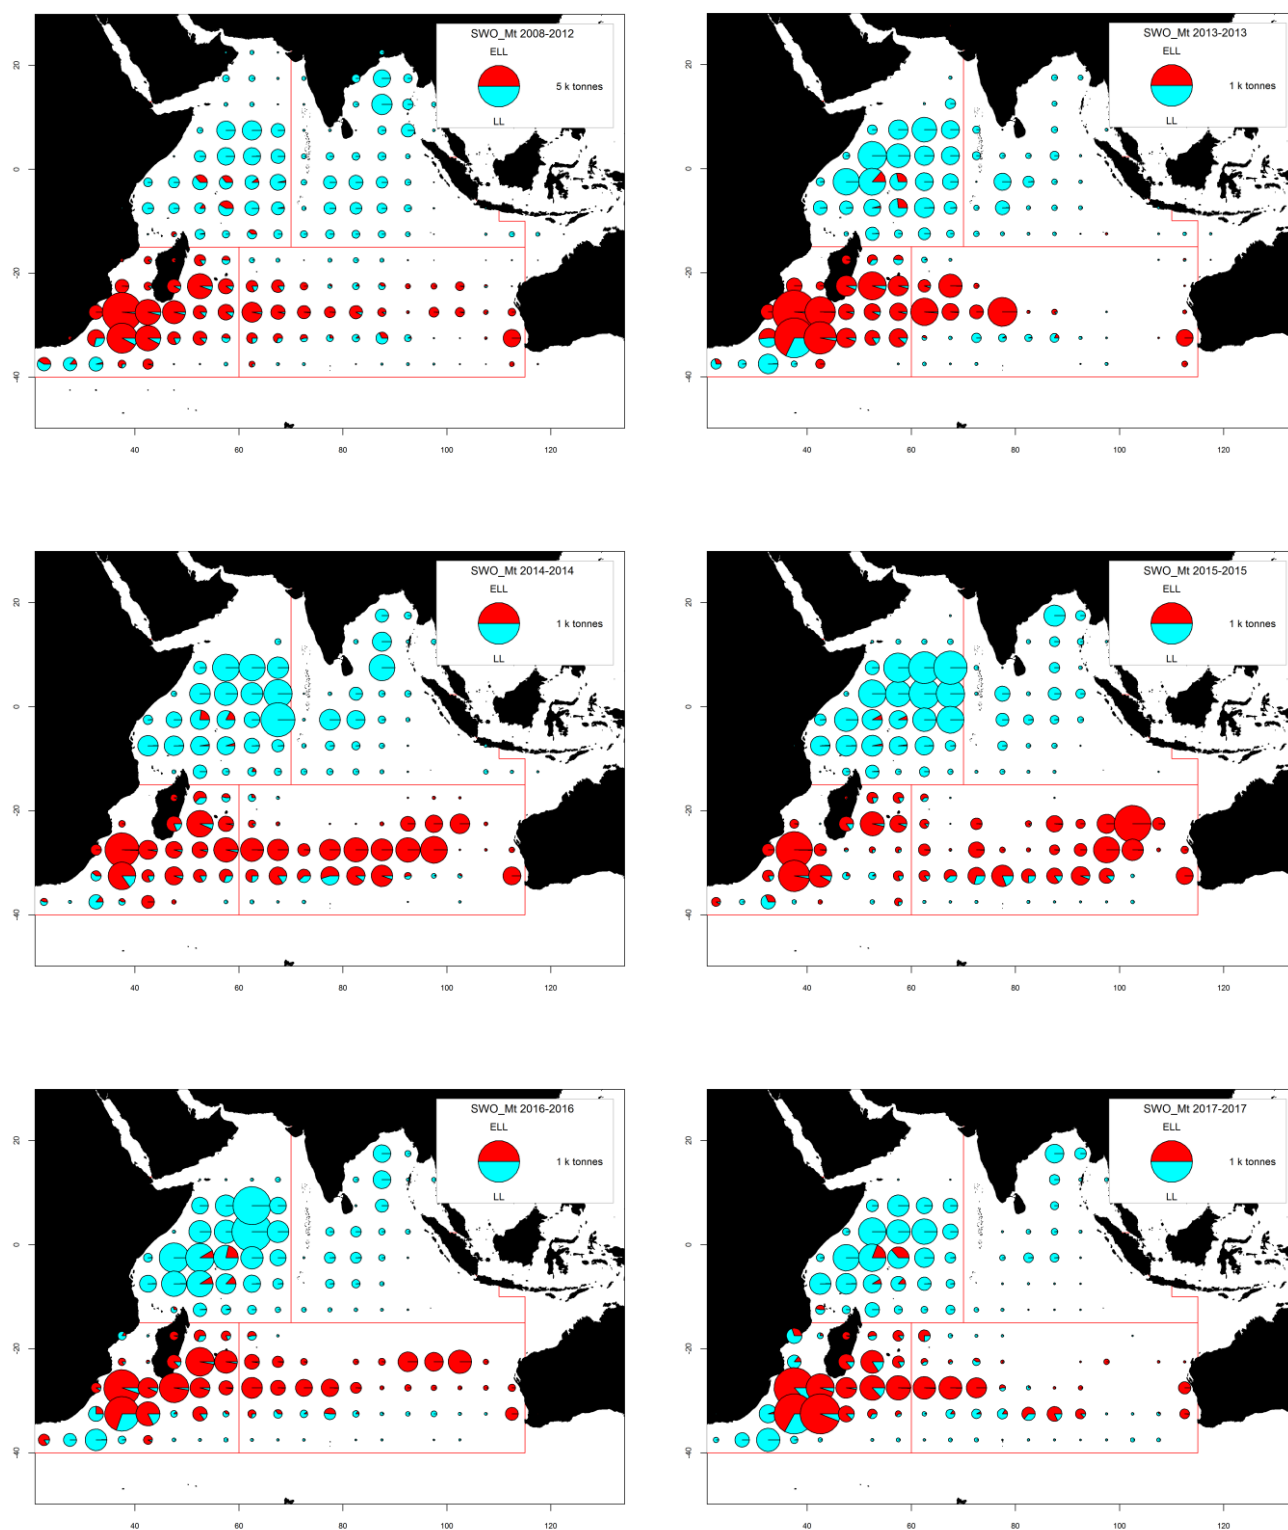 SWO_Mt 2008-2012
ELL
5 k tonnes
LL
20
0
-20
-40
40 60 80 100 120
SWO_Mt 2013-2013
ELL
1 k tonnes
LL
20
0
-20
-40
40 60 80 100 120
SWO_Mt 2014-2014
ELL
1 k tonnes
LL
20
0
-20
-40
40 60 80 100 120
SWO_Mt 2015-2015
ELL
1 k tonnes
LL
20
0
-20
-40
40 60 80 100 120
SWO_Mt 2016-2016
ELL
1 k tonnes
LL
20
0
-20
-40
40 60 80 100 120
SWO_Mt 2017-2017
ELL
1 k tonnes
LL
20
0
-20
-40
40 60 80 100 120